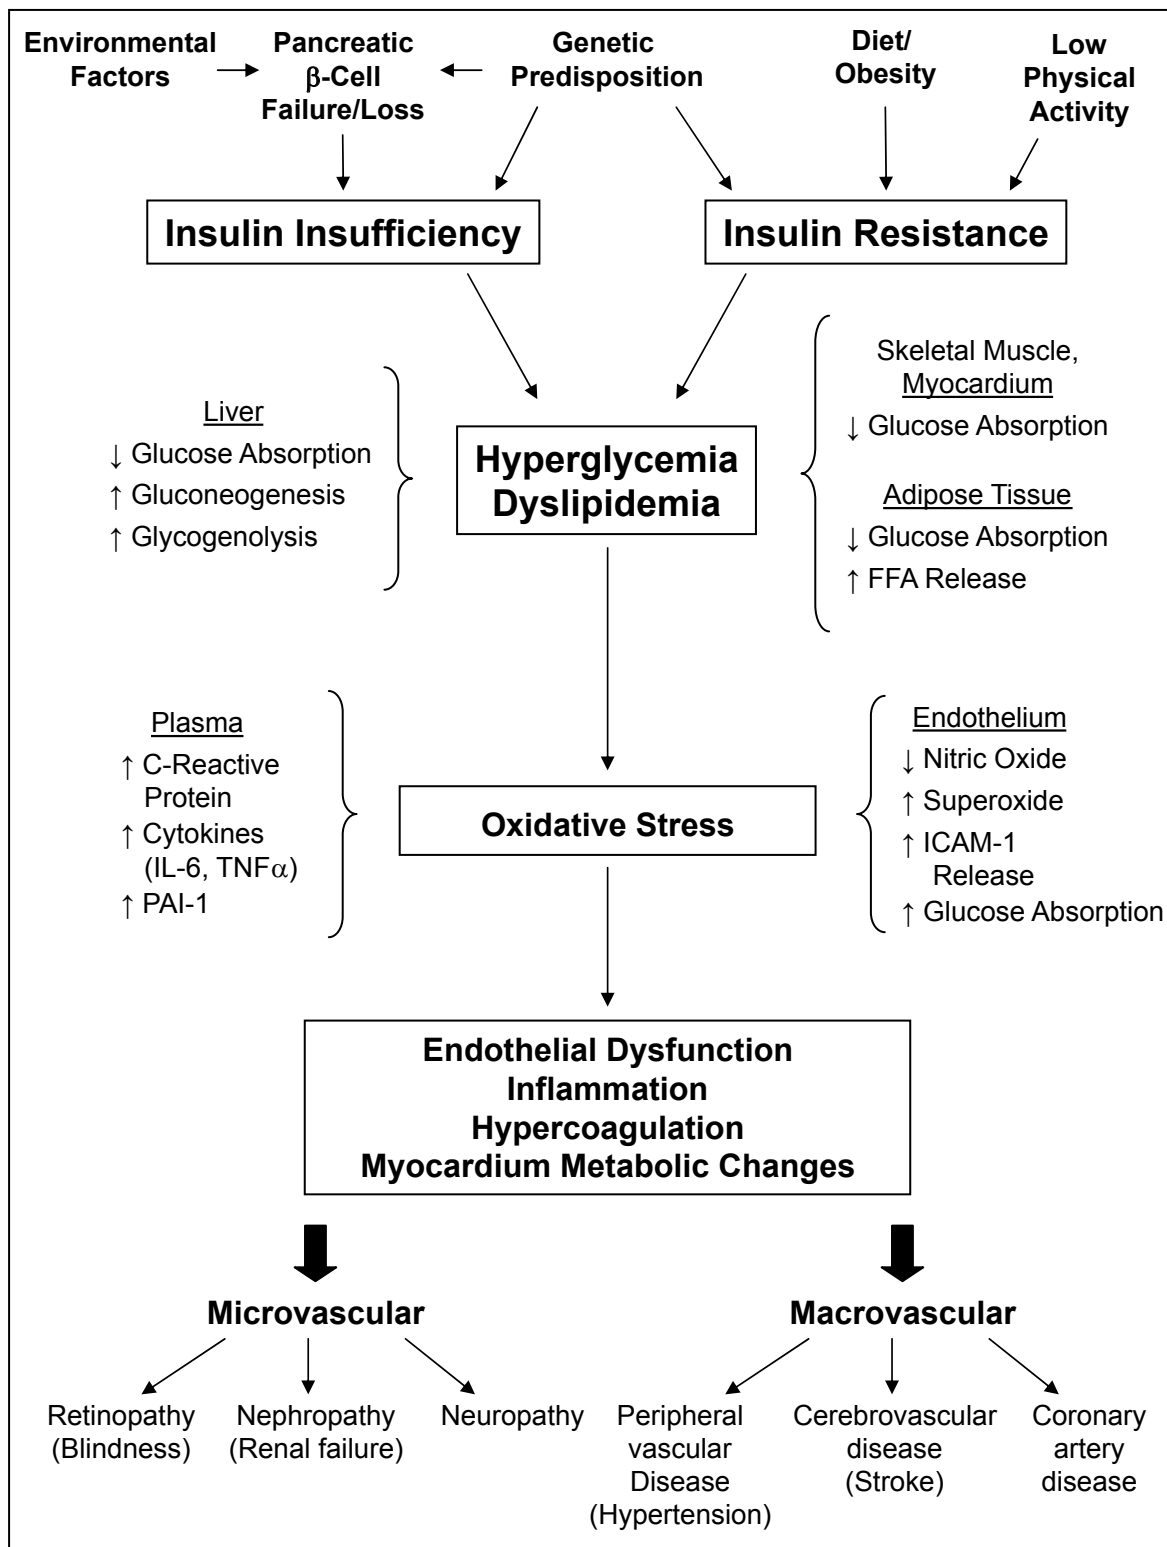 Environmental
Factors
Pancreatic
β-Cell
Failure/Loss
Genetic
Predisposition
Diet/
Obesity
Low
Physical
Activity
Insulin Insufficiency
Insulin Resistance
Liver
↓ Glucose Absorption
↑ Gluconeogenesis
↑ Glycogenolysis
Hyperglycemia
Dyslipidemia
Skeletal Muscle,
Myocardium
↓ Glucose Absorption
Adipose Tissue
↓ Glucose Absorption
↑ FFA Release
Plasma
↑ C-Reactive
Protein
↑ Cytokines
(IL-6, TNFα)
↑ PAI-1
Oxidative Stress
Endothelium
↓ Nitric Oxide
↑ Superoxide
↑ ICAM-1
Release
↑ Glucose Absorption
Endothelial Dysfunction
Inflammation
Hypercoagulation
Myocardium Metabolic Changes
Microvascular
Macrovascular
Retinopathy
(Blindness)
Nephropathy
(Renal failure)
Neuropathy
Peripheral
vascular
Disease
(Hypertension)
Cerebrovascular
disease
(Stroke)
Coronary
artery
disease